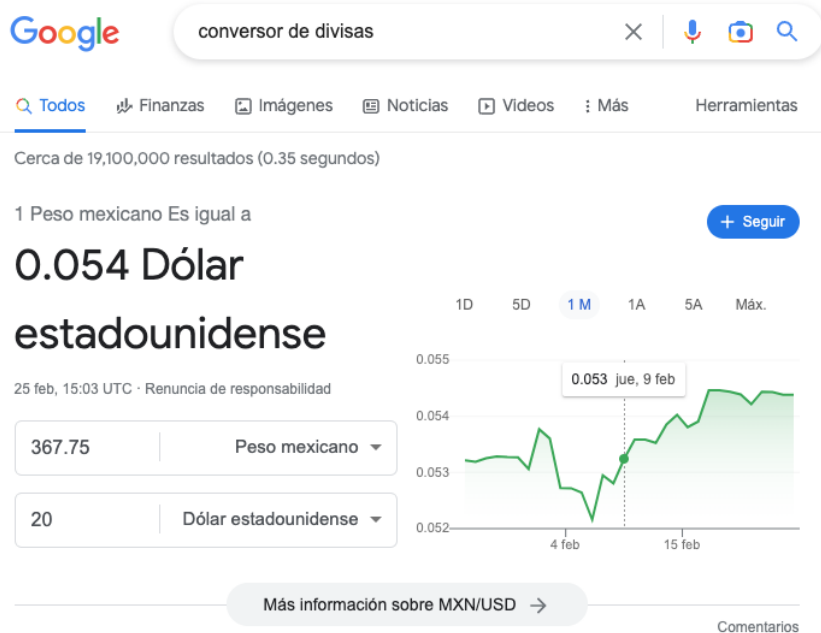 Google
conversor de divisas
Todos Finanzas Imágenes Noticias Videos Más Herramientas
Cerca de 19,100,000 resultados (0.35 segundos)
1 Peso mexicano Es igual a
+ Seguir
0.054 Dólar
estadounidense
25 feb, 15:03 UTC · Renuncia de responsabilidad
367.75 Peso mexicano
20 Dólar estadounidense
1D 5D 1 M 1A 5A Máx.
0.055
0.053 jue, 9 feb
0.054
0.053
0.052
4 feb 15 feb
Más información sobre MXN/USD →
Comentarios